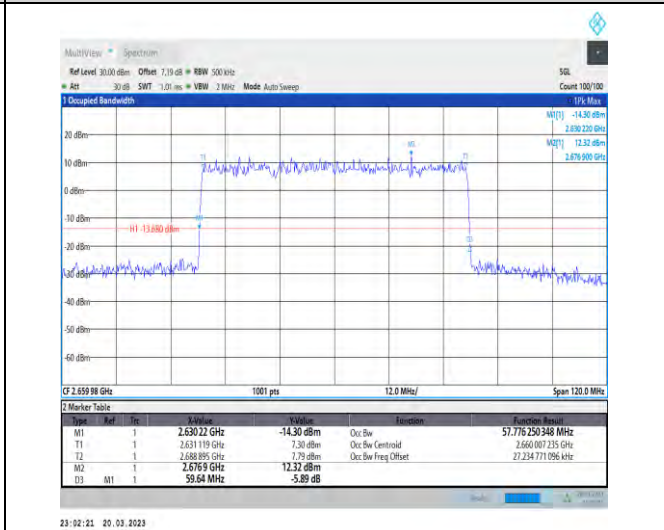 MultiView Spectrum
Ref Level 30.00 dBm Offset 7.19 dB RBW 500 kHz SGL
Att 30 dB SWT 1.01 ms VBW 2 MHz Mode Auto Sweep Count 100/100
1 Occupied Bandwidth 1Pk Max
M1[1] -14.30 dBm
2.630 220 GHz
20 dBm M2[1] 12.32 dBm
2.676 900 GHz
10 dBm
0 dBm
-10 dBm
H1 -13.680 dBm
-20 dBm
-30 dBm
-40 dBm
-50 dBm
-60 dBm
CF 2.659 98 GHz 1001 pts 12.0 MHz/ Span 120.0 MHz
2 Marker Table
Type Ref Trc X-Value Y-Value Function Function Result
M1 1 2.630 22 GHz -14.30 dBm Occ Bw 57.776 250 348 MHz
T1 1 2.631 119 GHz 7.30 dBm Occ Bw Centroid 2.660 007 235 GHz
T2 1 2.688 895 GHz 7.79 dBm Occ Bw Freq Offset 27.234 771 096 kHz
M2 1 2.676 9 GHz 12.32 dBm
D3 M1 1 59.64 MHz -5.89 dB
23:02:21 20.03.2023